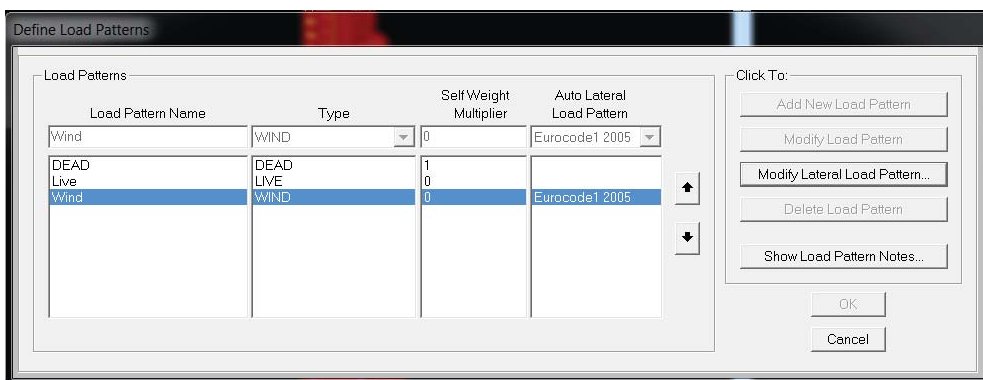 Define Load Patterns
Load Patterns
Click To:
Load Pattern Name Type Self Weight Multiplier Auto Lateral Load Pattern
Wind WIND 0 Eurocode1 2005
DEAD DEAD 1
Live LIVE 0
Wind WIND 0 Eurocode1 2005
Add New Load Pattern
Modify Load Pattern
Modify Lateral Load Pattern...
Delete Load Pattern
Show Load Pattern Notes...
OK
Cancel